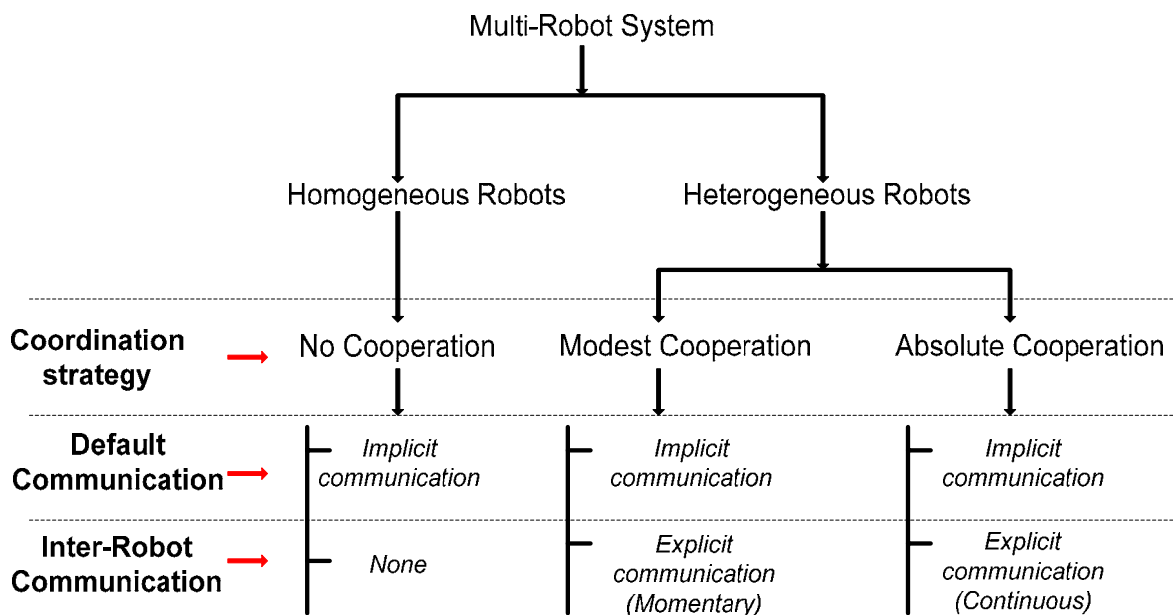 Multi-Robot System
Homogeneous Robots
Heterogeneous Robots
Coordination
strategy
No Cooperation
Modest Cooperation
Absolute Cooperation
Default
Communication
Implicit
communication
Implicit
communication
Implicit
communication
Inter-Robot
Communication
None
Explicit
communication
(Momentary)
Explicit
communication
(Continuous)